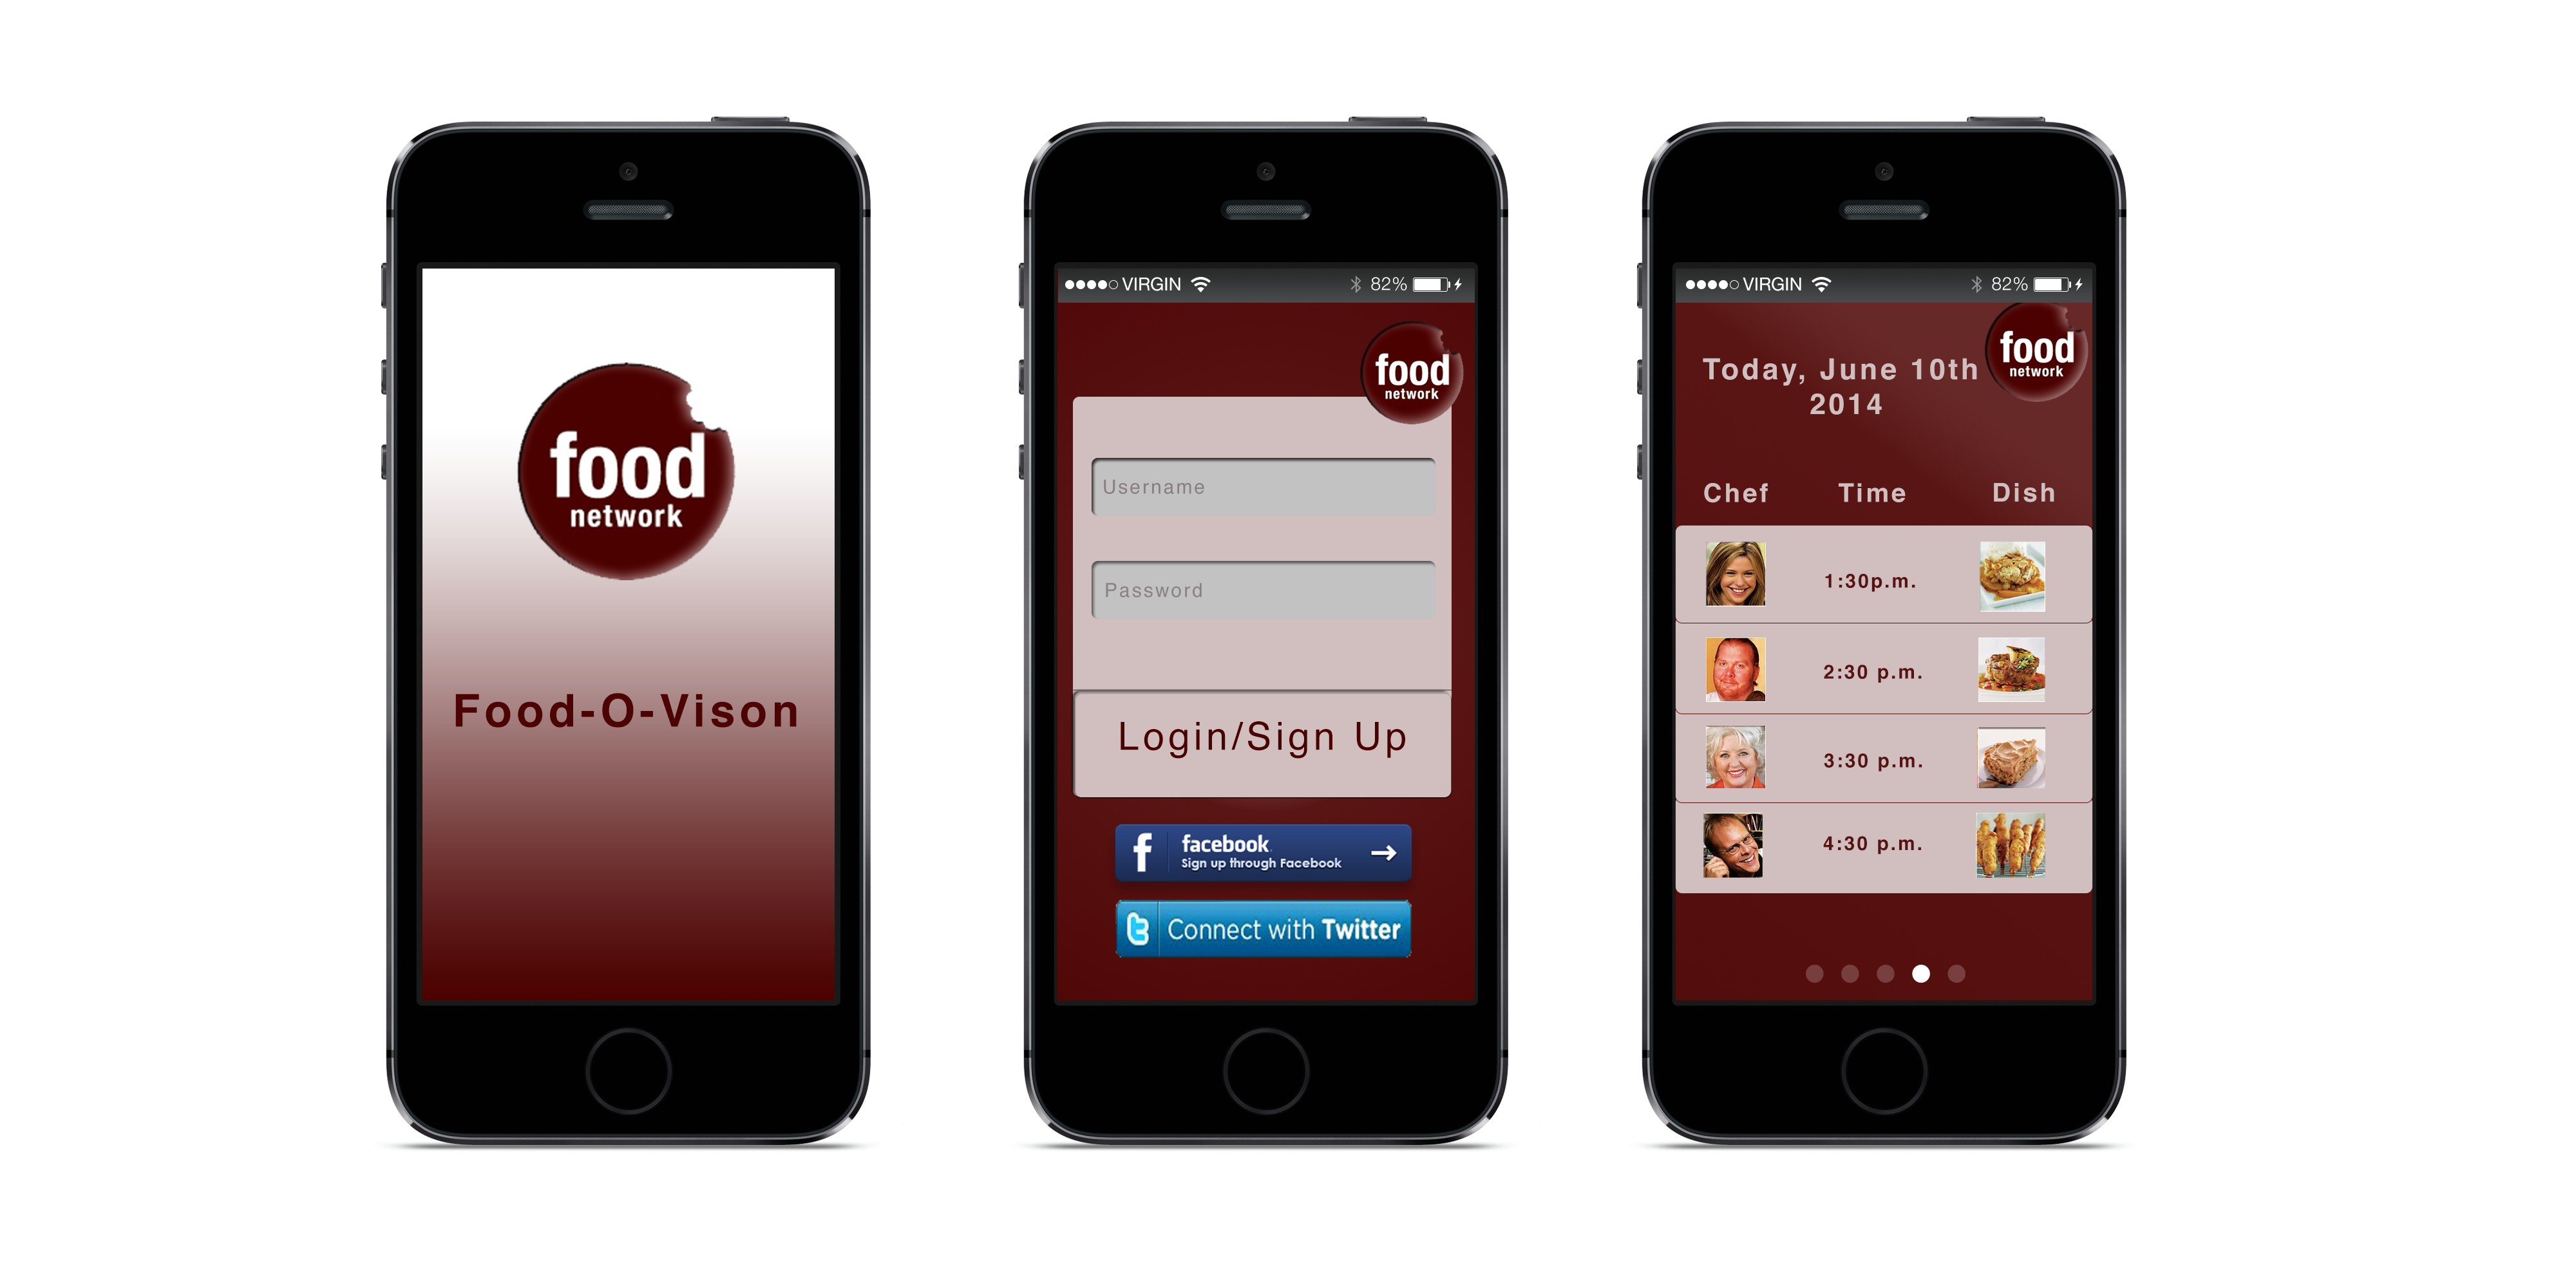 food
network
Food-O-Vison
VIRGIN 82%
food
network
Username
Password
Login/Sign Up
f facebook
Sign up through Facebook
t Connect with Twitter
VIRGIN 82%
food
network
Today, June 10th
2014
Chef Time Dish
1:30p.m.
2:30 p.m.
3:30 p.m.
4:30 p.m.